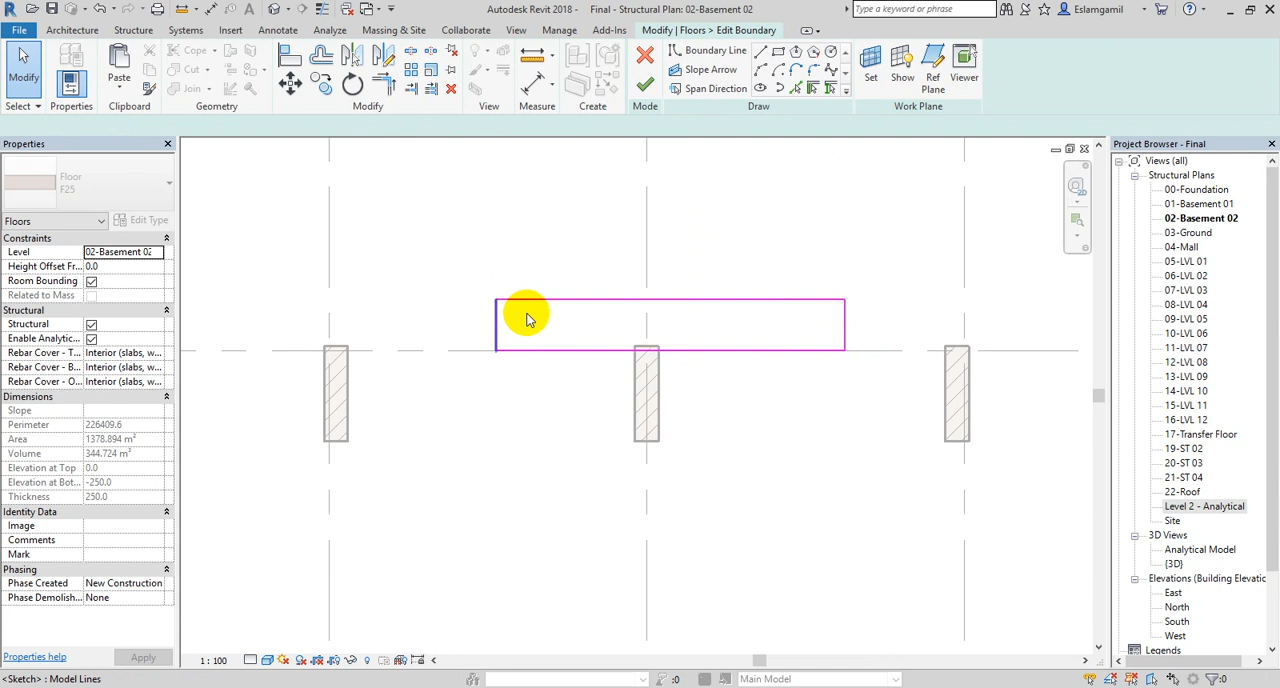 Autodesk Revit 2018 - Final - Structural Plan: 02-Basement 02
Type a keyword or phrase
Eslamgamil
File Architecture Structure Systems Insert Annotate Analyze Massing & Site Collaborate View Manage Add-Ins Modify | Floors > Edit Boundary
Modify
Paste
Cope
Cut
Join
Boundary Line
Slope Arrow
Span Direction
Set Show Ref Plane Viewer
Select Properties Clipboard Geometry Modify View Measure Create Mode Draw Work Plane
Properties
Floor
F25
Floors
Edit Type
Constraints
Level 02-Basement 02
Height Offset Fr... 0.0
Room Bounding
Related to Mass
Structural
Structural
Enable Analytic...
Rebar Cover - T... Interior (slabs, w...
Rebar Cover - B... Interior (slabs, w...
Rebar Cover - O... Interior (slabs, w...
Dimensions
Slope
Perimeter 226409.6
Area 1378.894 m²
Volume 344.724 m³
Elevation at Top 0.0
Elevation at Bot... -250.0
Thickness 250.0
Identity Data
Image
Comments
Mark
Phasing
Phase Created New Construction
Phase Demolish... None
Properties help
Apply
2D
Project Browser - Final
Views (all)
Structural Plans
00-Foundation
01-Basement 01
02-Basement 02
03-Ground
04-Mall
05-LVL 01
06-LVL 02
07-LVL 03
08-LVL 04
09-LVL 05
10-LVL 06
11-LVL 07
12-LVL 08
13-LVL 09
14-LVL 10
15-LVL 11
16-LVL 12
17-Transfer Floor
19-ST 02
20-ST 03
21-ST 04
22-Roof
Level 2 - Analytical
Site
3D Views
Analytical Model
{3D}
Elevations (Building Elevatio
East
North
South
West
Legends
1 : 100
<Sketch> : Model Lines
:0
Main Model
:0